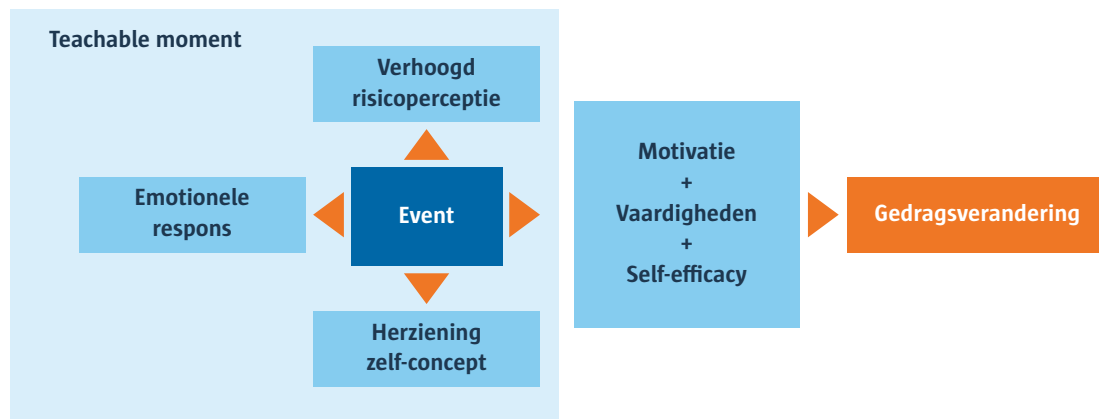 Teachable moment
Verhoogd
risicoperceptie
Emotionele
respons
Event
Herziening
zelf-concept
Motivatie
+
Vaardigheden
+
Self-efficacy
Gedragsverandering